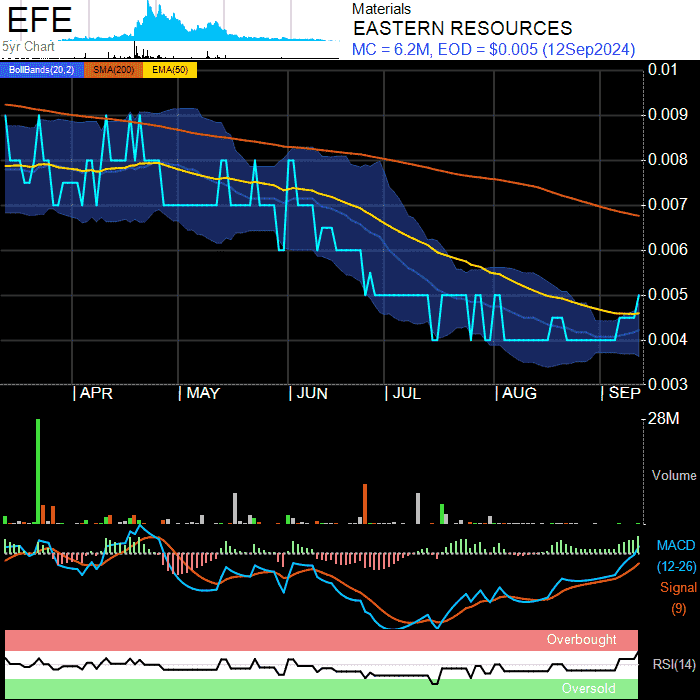 EFE
5yr Chart
Materials
EASTERN RESOURCES
MC = 6.2M, EOD = $0.005 (12Sep2024)
BollBands(20,2) SMA(200) EMA(50)
0.01
0.009
0.008
0.007
0.006
0.005
0.004
0.003
APR MAY JUN JUL AUG SEP
28M
Volume
MACD
(12-26)
Signal
(9)
Overbought
RSI(14)
Oversold